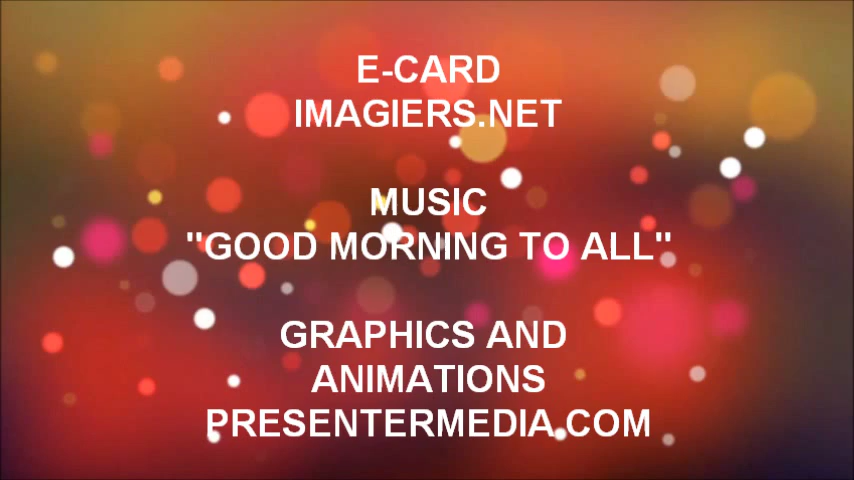 E-CARD
IMAGIERS.NET
MUSIC
"GOOD MORNING TO ALL"
GRAPHICS AND
ANIMATIONS
PRESENTERMEDIA.COM